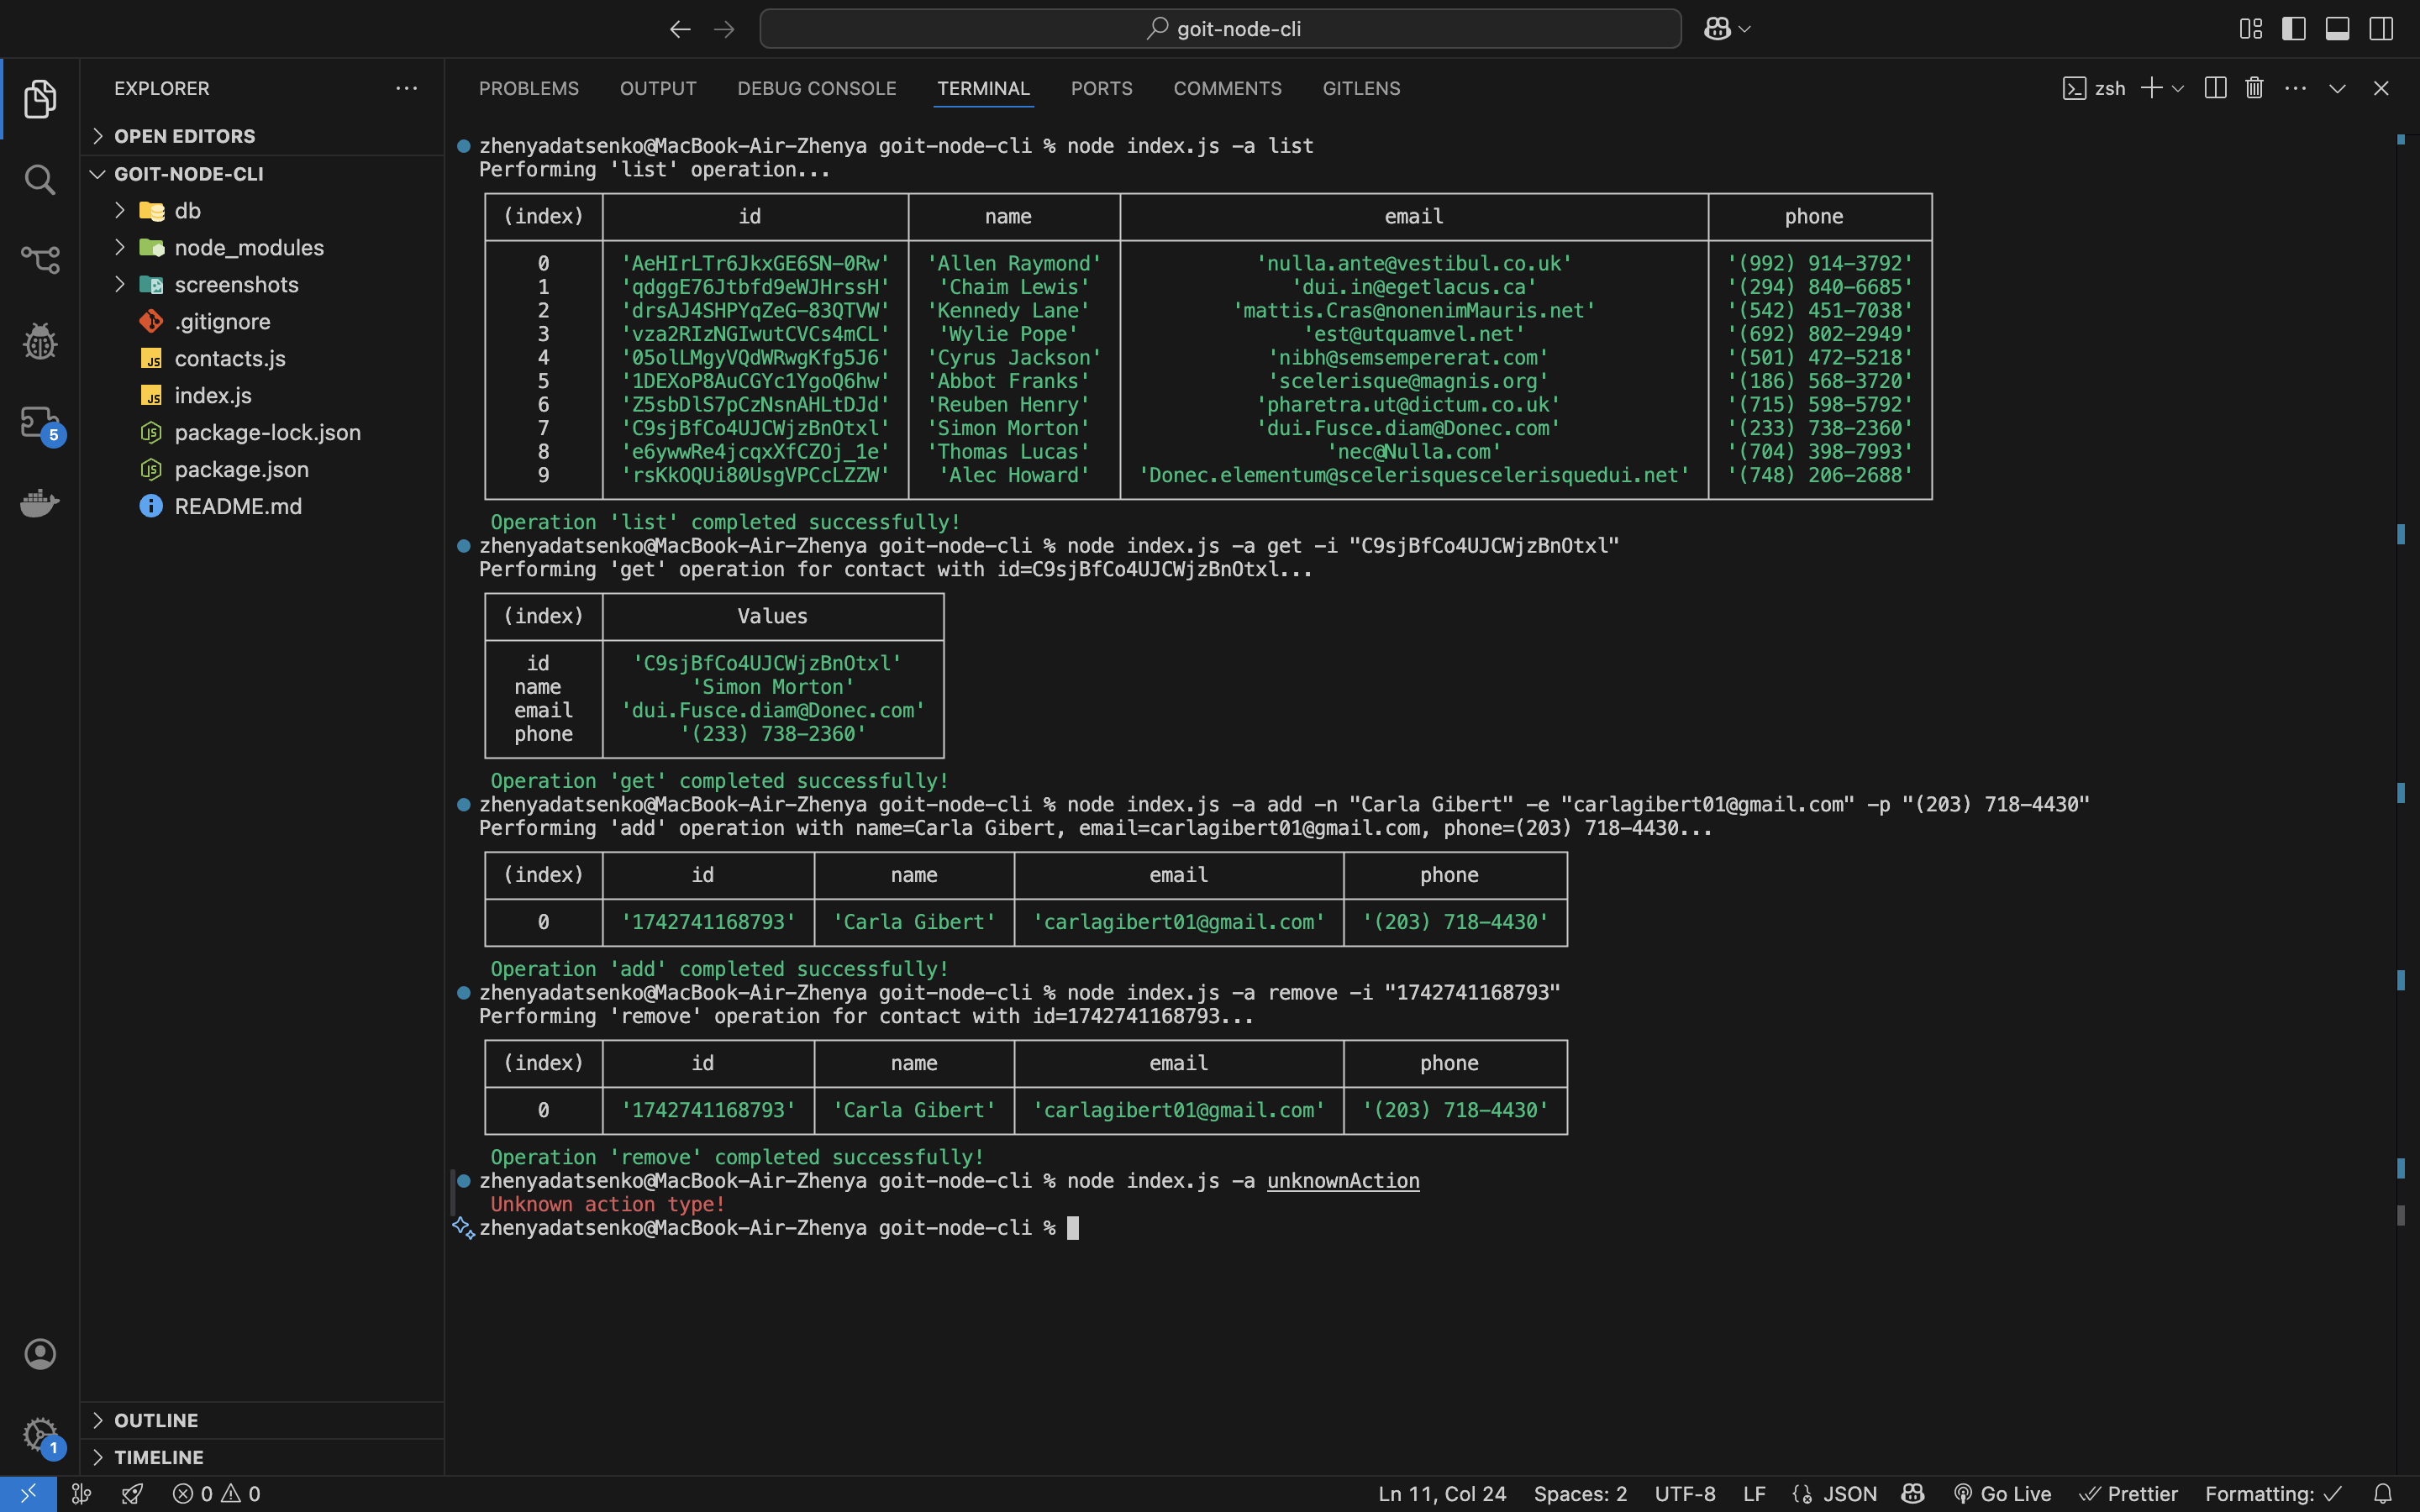 goit-node-cli
EXPLORER
OPEN EDITORS
GOIT-NODE-CLI
db
node_modules
screenshots
.gitignore
contacts.js
index.js
package-lock.json
package.json
README.md
OUTLINE
TIMELINE
5
1
PROBLEMS OUTPUT DEBUG CONSOLE TERMINAL PORTS COMMENTS GITLENS
zsh
zhenyadatsenko@MacBook-Air-Zhenya goit-node-cli % node index.js -a list
Performing 'list' operation...
(index) id name email phone
0 'AeHIrLTr6JkxGE6SN-0Rw' 'Allen Raymond' 'nulla.ante@vestibul.co.uk' '(992) 914-3792'
1 'qdggE76Jtbfd9eWJHrssH' 'Chaim Lewis' 'dui.in@egetlacus.ca' '(294) 840-6685'
2 'drsAJ4SHPYqZeG-83QTVW' 'Kennedy Lane' 'mattis.Cras@nonenimMauris.net' '(542) 451-7038'
3 'vza2RIzNGIwutCVCs4mCL' 'Wylie Pope' 'est@utquamvel.net' '(692) 802-2949'
4 '05olLMgyVQdWRwgKfg5J6' 'Cyrus Jackson' 'nibh@semsempererat.com' '(501) 472-5218'
5 '1DEXoP8AuCGYc1YgoQ6hw' 'Abbot Franks' 'scelerisque@magnis.org' '(186) 568-3720'
6 'Z5sbDlS7pCzNsnAHLtDJd' 'Reuben Henry' 'pharetra.ut@dictum.co.uk' '(715) 598-5792'
7 'C9sjBfCo4UJCWjzBnOtxl' 'Simon Morton' 'dui.Fusce.diam@Donec.com' '(233) 738-2360'
8 'e6ywwRe4jcqxXfCZOj_1e' 'Thomas Lucas' 'nec@Nulla.com' '(704) 398-7993'
9 'rsKkOQUi80UsgVPCcLZZW' 'Alec Howard' 'Donec.elementum@scelerisquescelerisquedui.net' '(748) 206-2688'
Operation 'list' completed successfully!
zhenyadatsenko@MacBook-Air-Zhenya goit-node-cli % node index.js -a get -i "C9sjBfCo4UJCWjzBnOtxl"
Performing 'get' operation for contact with id=C9sjBfCo4UJCWjzBnOtxl...
(index) Values
id 'C9sjBfCo4UJCWjzBnOtxl'
name 'Simon Morton'
email 'dui.Fusce.diam@Donec.com'
phone '(233) 738-2360'
Operation 'get' completed successfully!
zhenyadatsenko@MacBook-Air-Zhenya goit-node-cli % node index.js -a add -n "Carla Gibert" -e "carlagibert01@gmail.com" -p "(203) 718-4430"
Performing 'add' operation with name=Carla Gibert, email=carlagibert01@gmail.com, phone=(203) 718-4430...
(index) id name email phone
0 '1742741168793' 'Carla Gibert' 'carlagibert01@gmail.com' '(203) 718-4430'
Operation 'add' completed successfully!
zhenyadatsenko@MacBook-Air-Zhenya goit-node-cli % node index.js -a remove -i "1742741168793"
Performing 'remove' operation for contact with id=1742741168793...
(index) id name email phone
0 '1742741168793' 'Carla Gibert' 'carlagibert01@gmail.com' '(203) 718-4430'
Operation 'remove' completed successfully!
zhenyadatsenko@MacBook-Air-Zhenya goit-node-cli % node index.js -a unknownAction
Unknown action type!
zhenyadatsenko@MacBook-Air-Zhenya goit-node-cli %
0 0 Ln 11, Col 24 Spaces: 2 UTF-8 LF JSON Go Live Prettier Formatting: